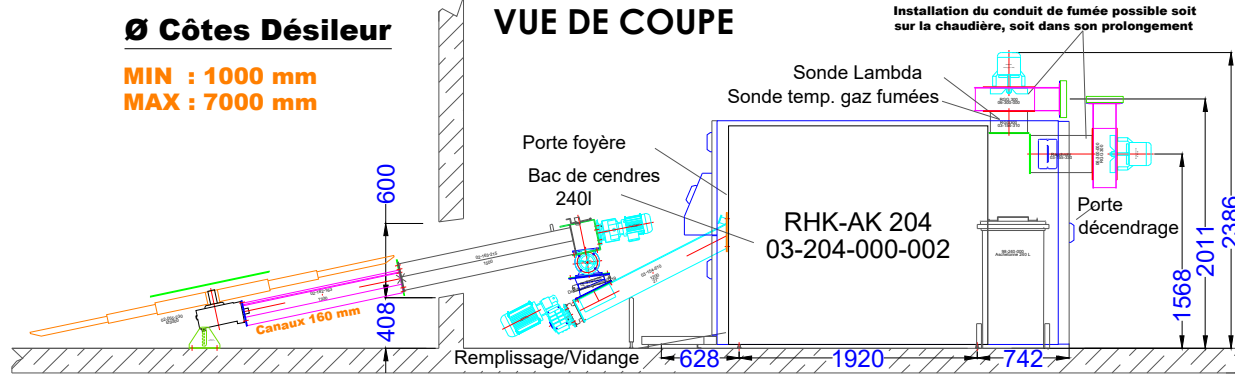 Ø Côtes Désileur
MIN : 1000 mm
MAX : 7000 mm
VUE DE COUPE
Installation du conduit de fumée possible soit
sur la chaudière, soit dans son prolongement
Sonde Lambda
Sonde temp. gaz fumées
Porte foyère
Bac de cendres
240l
RHK-AK 204
03-204-000-002
Porte
décendrage
600
408
Canaux 160 mm
Remplissage/Vidange
628
1920
742
1568
2011
2386